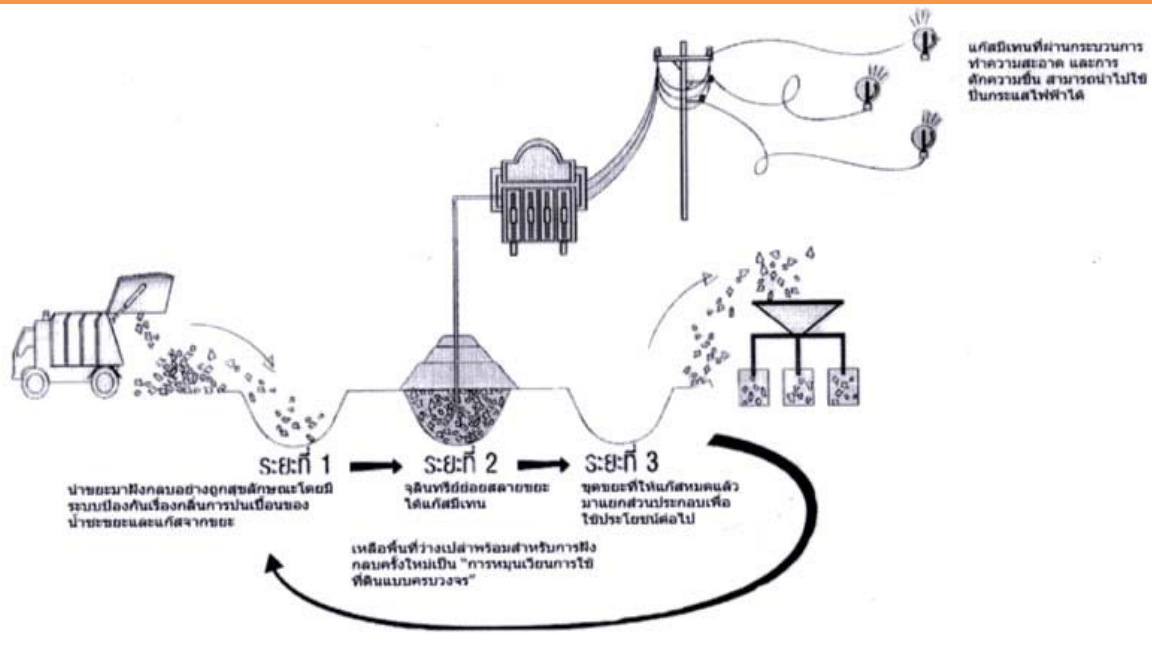 แก๊สมีเทนที่ผ่านกระบวนการ
ทำความสะอาด และการ
ดักความชื้น สามารถนำไปใช้
ปั่นกระแสไฟฟ้าได้
ระยะที่ 1
นำขยะมาฝังกลบอย่างถูกสุขลักษณะโดยมี
ระบบป้องกันเรื่องกลิ่นการปนเปื้อนของ
น้ำชะขยะและแก๊สจากขยะ
ระยะที่ 2
จุลินทรีย์ย่อยสลายขยะ
ได้แก๊สมีเทน
ระยะที่ 3
ขุดขยะที่ให้แก๊สหมดแล้ว
มาแยกส่วนประกอบเพื่อ
ใช้ประโยชน์ต่อไป
เหลือพื้นที่ว่างเปล่าพร้อมสำหรับการฝัง
กลบครั้งใหม่เป็น "การหมุนเวียนการใช้
ที่ดินแบบครบวงจร"